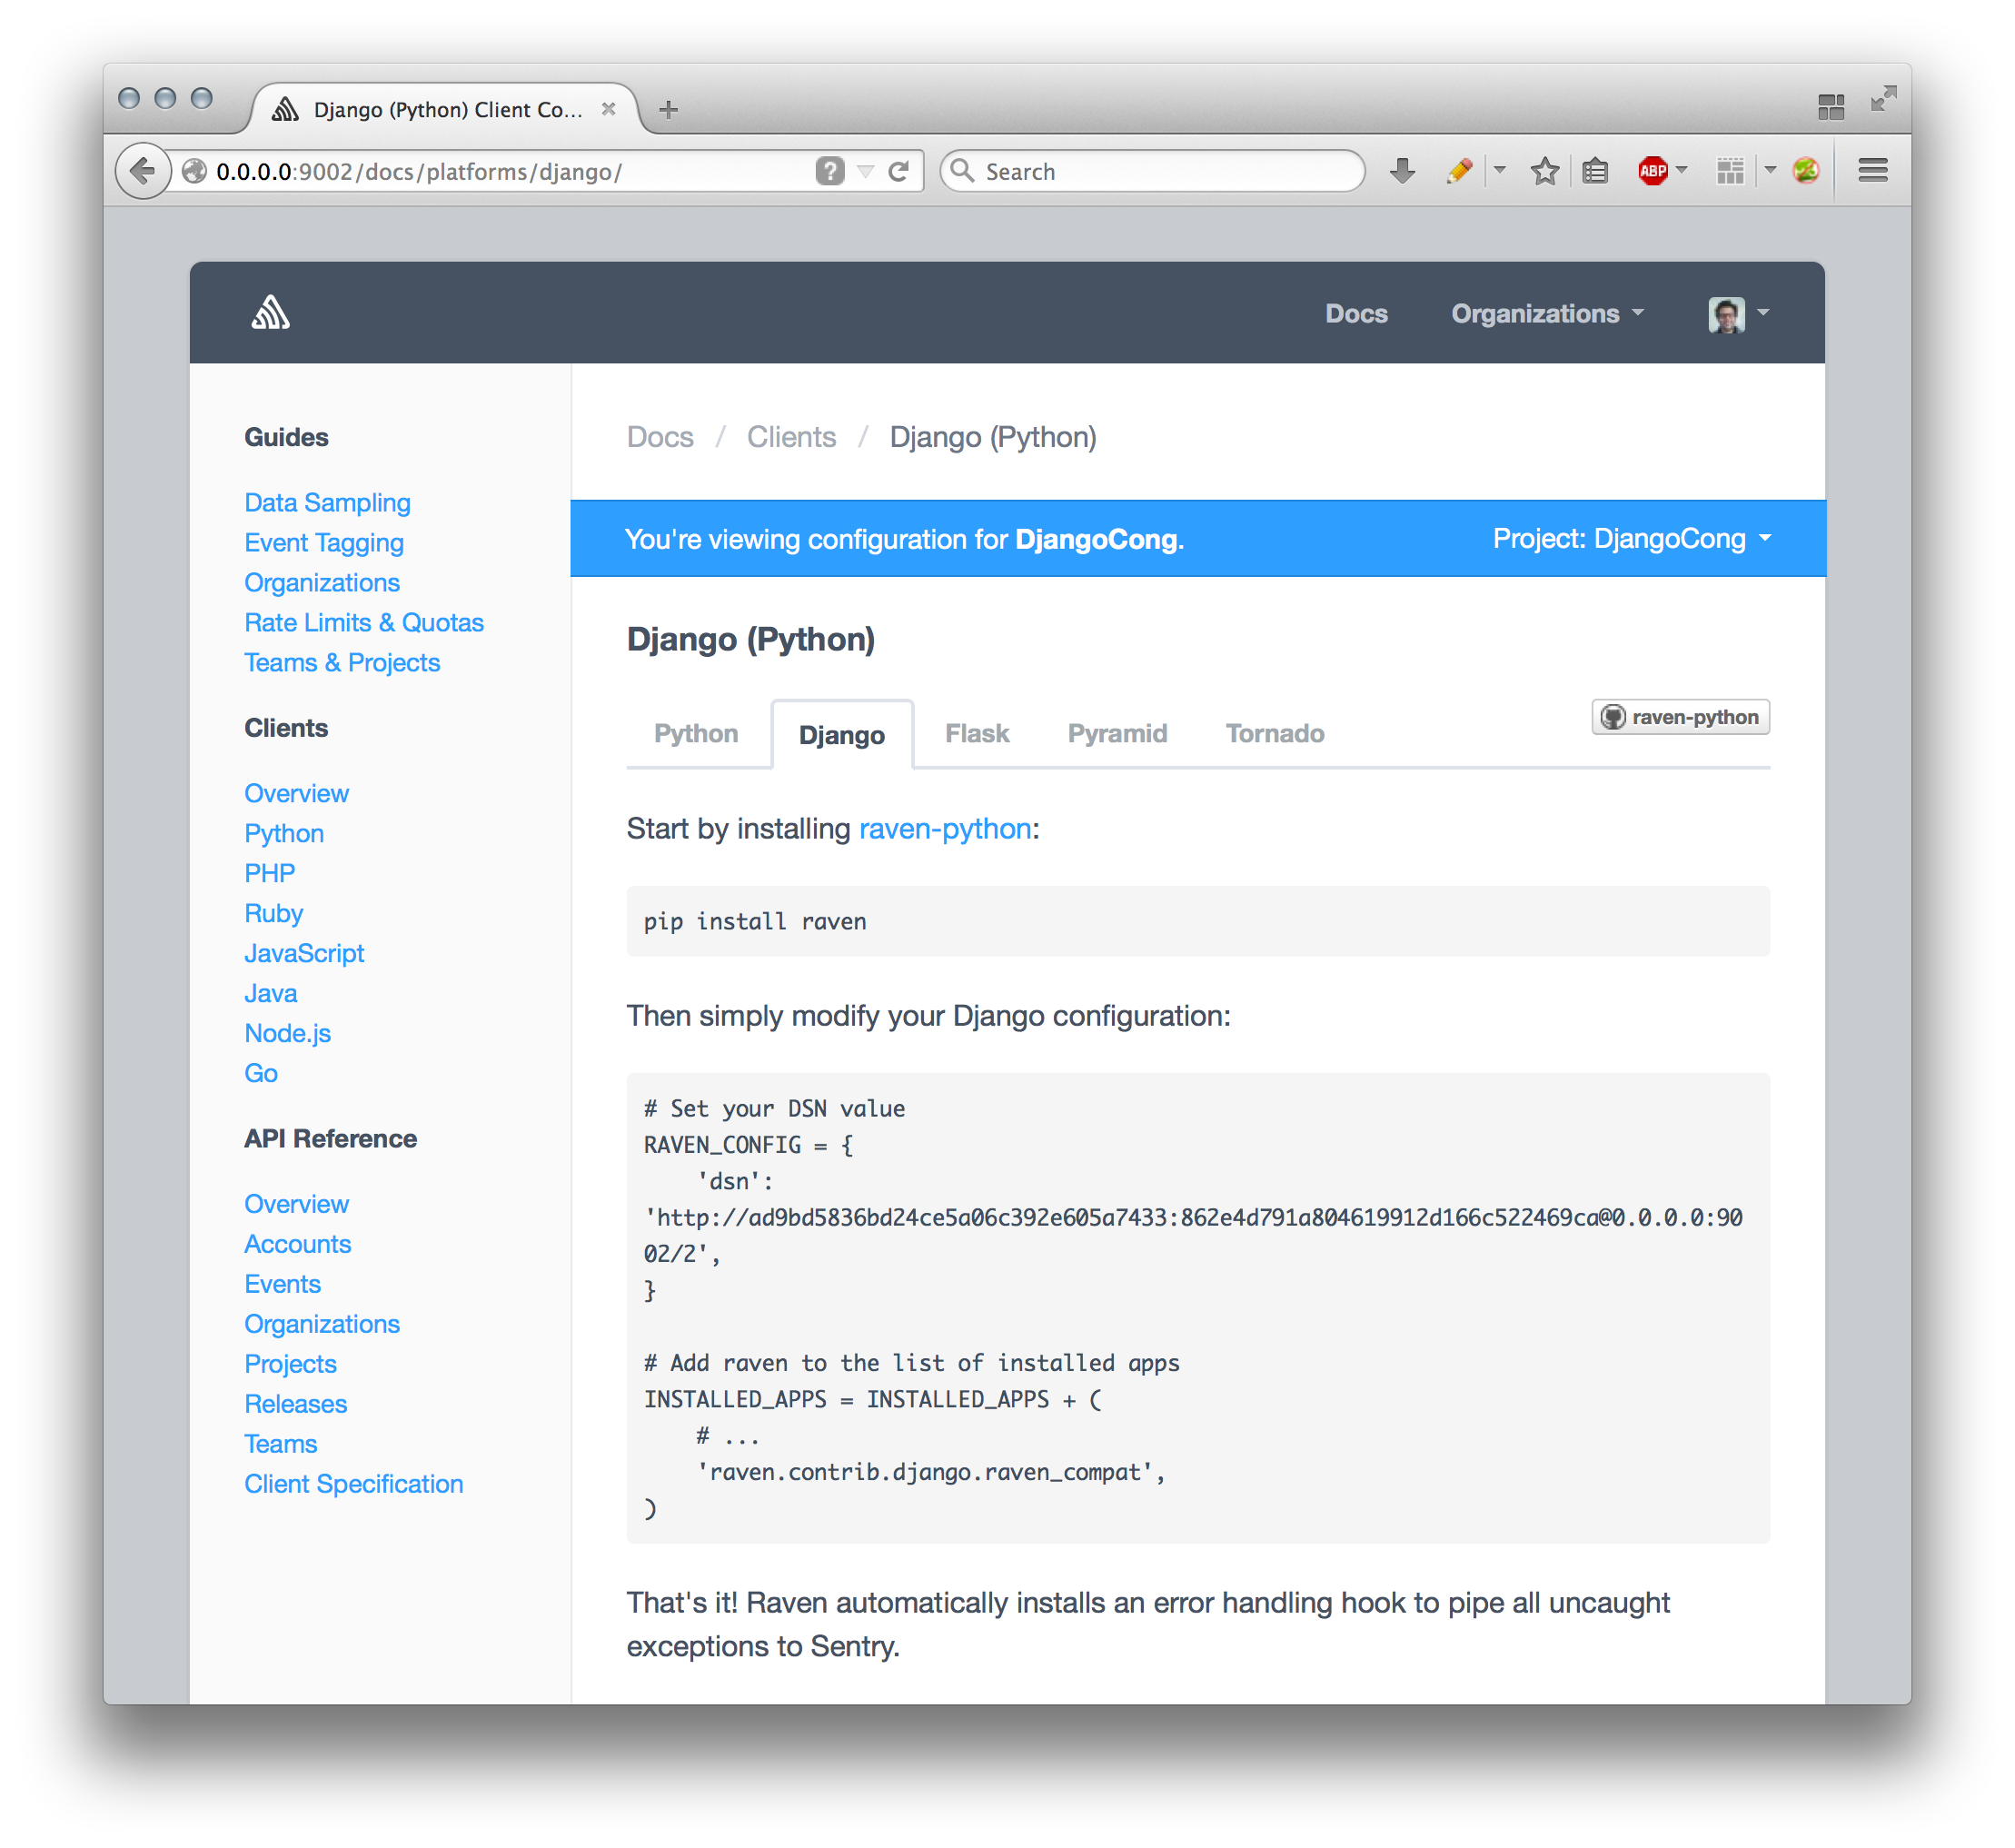 Django (Python) Client Co...
0.0.0.0:9002/docs/platforms/django/
?
Search
ABP
Docs
Organizations
Guides
Data Sampling
Event Tagging
Organizations
Rate Limits & Quotas
Teams & Projects
Clients
Overview
Python
PHP
Ruby
JavaScript
Java
Node.js
Go
API Reference
Overview
Accounts
Events
Organizations
Projects
Releases
Teams
Client Specification
Docs / Clients / Django (Python)
You're viewing configuration for DjangoCong.
Project: DjangoCong
Django (Python)
Python
Django
Flask
Pyramid
Tornado
raven-python
Start by installing raven-python:
pip install raven
Then simply modify your Django configuration:
# Set your DSN value
RAVEN_CONFIG = {
    'dsn':
'http://ad9bd5836bd24ce5a06c392e605a7433:862e4d791a804619912d166c522469ca@0.0.0.0:90
02/2',
}
# Add raven to the list of installed apps
INSTALLED_APPS = INSTALLED_APPS + (
    # ...
    'raven.contrib.django.raven_compat',
)
That's it! Raven automatically installs an error handling hook to pipe all uncaught
exceptions to Sentry.